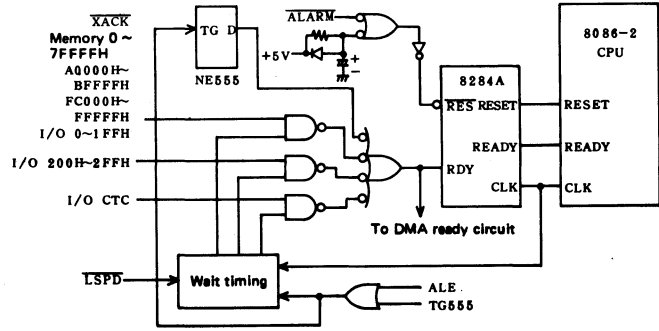 XACK
Memory 0 ~
7FFFFH
A0000H~
BFFFFH
FC000H~
FFFFFH
I/O 0~1FFH
I/O 200H~2FFH
I/O CTC
LSPD
TG D
NE555
ALARM
+5V
+
−
8284A
RES RESET
READY
RDY
CLK
8086-2
CPU
RESET
READY
CLK
To DMA ready circuit
Wait timing
ALE
TG555